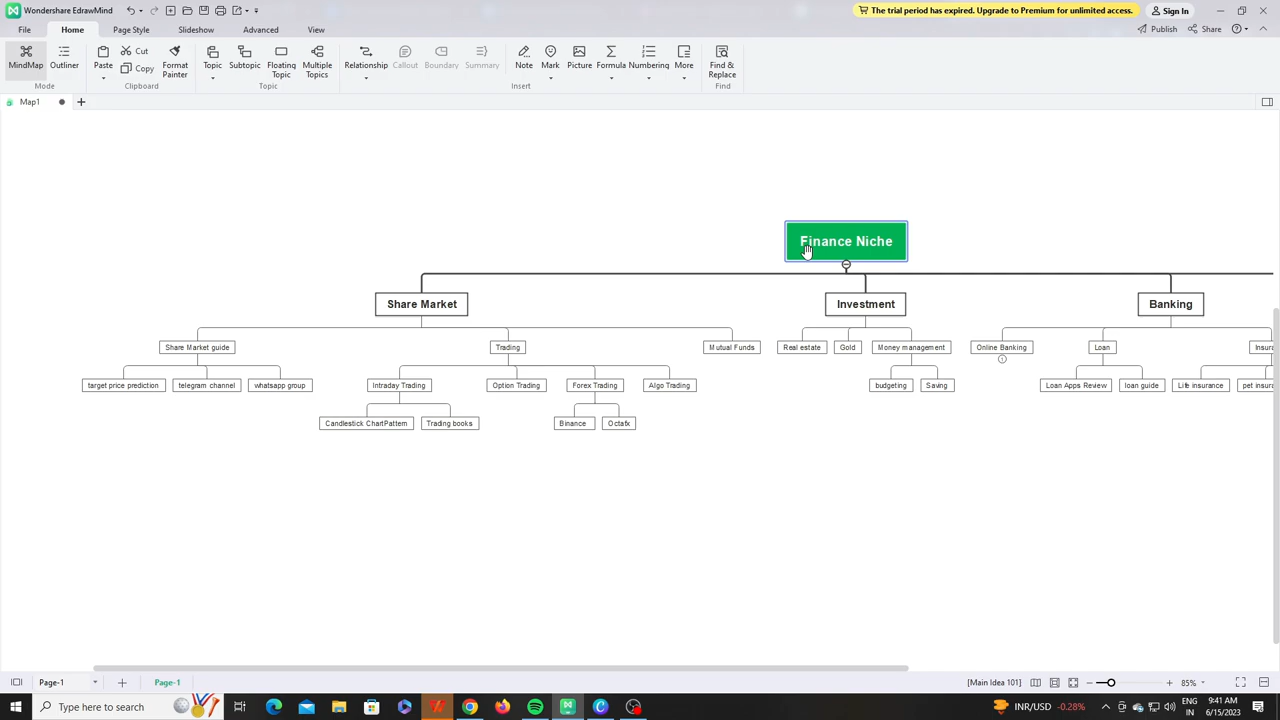 Wondershare EdrawMind
The trial period has expired. Upgrade to Premium for unlimited access.
Sign In
File
Home
Page Style
Slideshow
Advanced
View
Publish
Share
MindMap
Outliner
Mode
Paste
Cut
Copy
Format Painter
Clipboard
Topic
Subtopic
Floating Topic
Multiple Topics
Topic
Relationship
Callout
Boundary
Summary
Note
Mark
Picture
Formula
Numbering
More
Insert
Find & Replace
Find
Map1
Finance Niche
Share Market
Investment
Banking
Share Market guide
Trading
Mutual Funds
Real estate
Gold
Money management
Online Banking
Loan
Insura
1
target price prediction
telegram channel
whatsapp group
Intraday Trading
Option Trading
Forex Trading
Algo Trading
budgeting
Saving
Loan Apps Review
loan guide
Life insurance
pet insura
Candlestick ChartPattern
Trading books
Binance
Octafx
Page-1
Page-1
[Main Idea 101]
85%
Type here to search
INR/USD -0.28%
ENG
IN
9:41 AM
6/15/2023